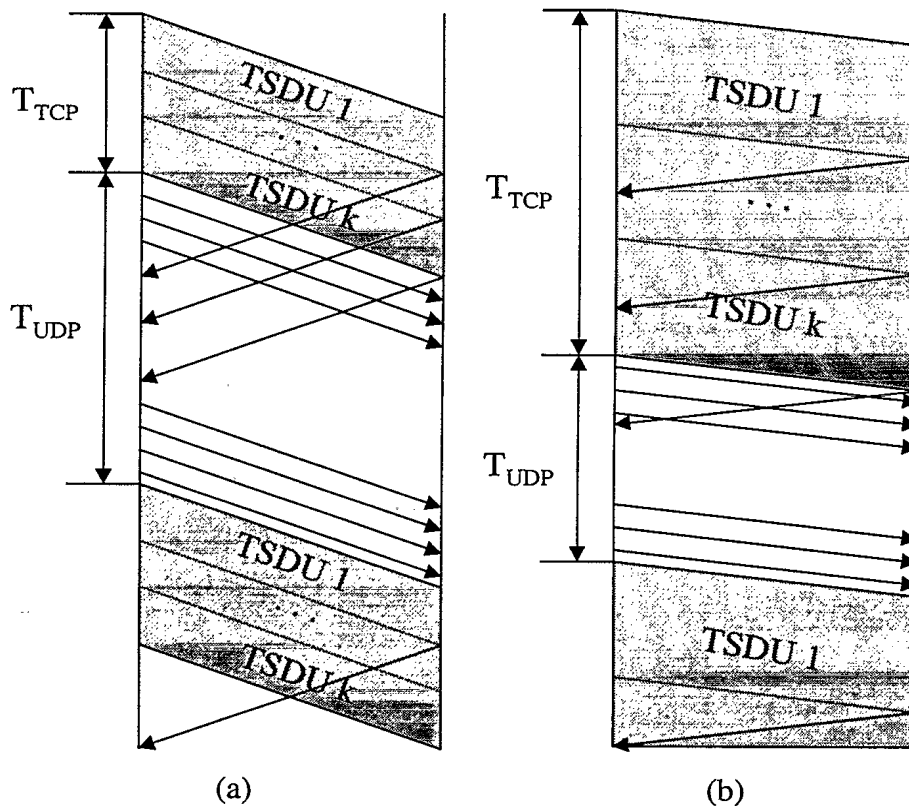 T_TCP
TSDU 1
...
TSDU k
T_UDP
TSDU 1
...
TSDU k
(a)
T_TCP
TSDU 1
...
TSDU k
T_UDP
TSDU 1
(b)